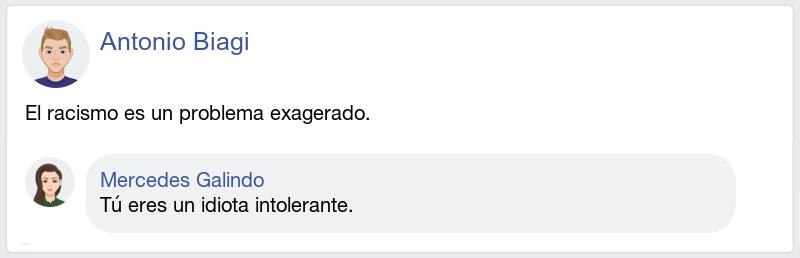 Antonio Biagi
El racismo es un problema exagerado.
Mercedes Galindo
Tú eres un idiota intolerante.